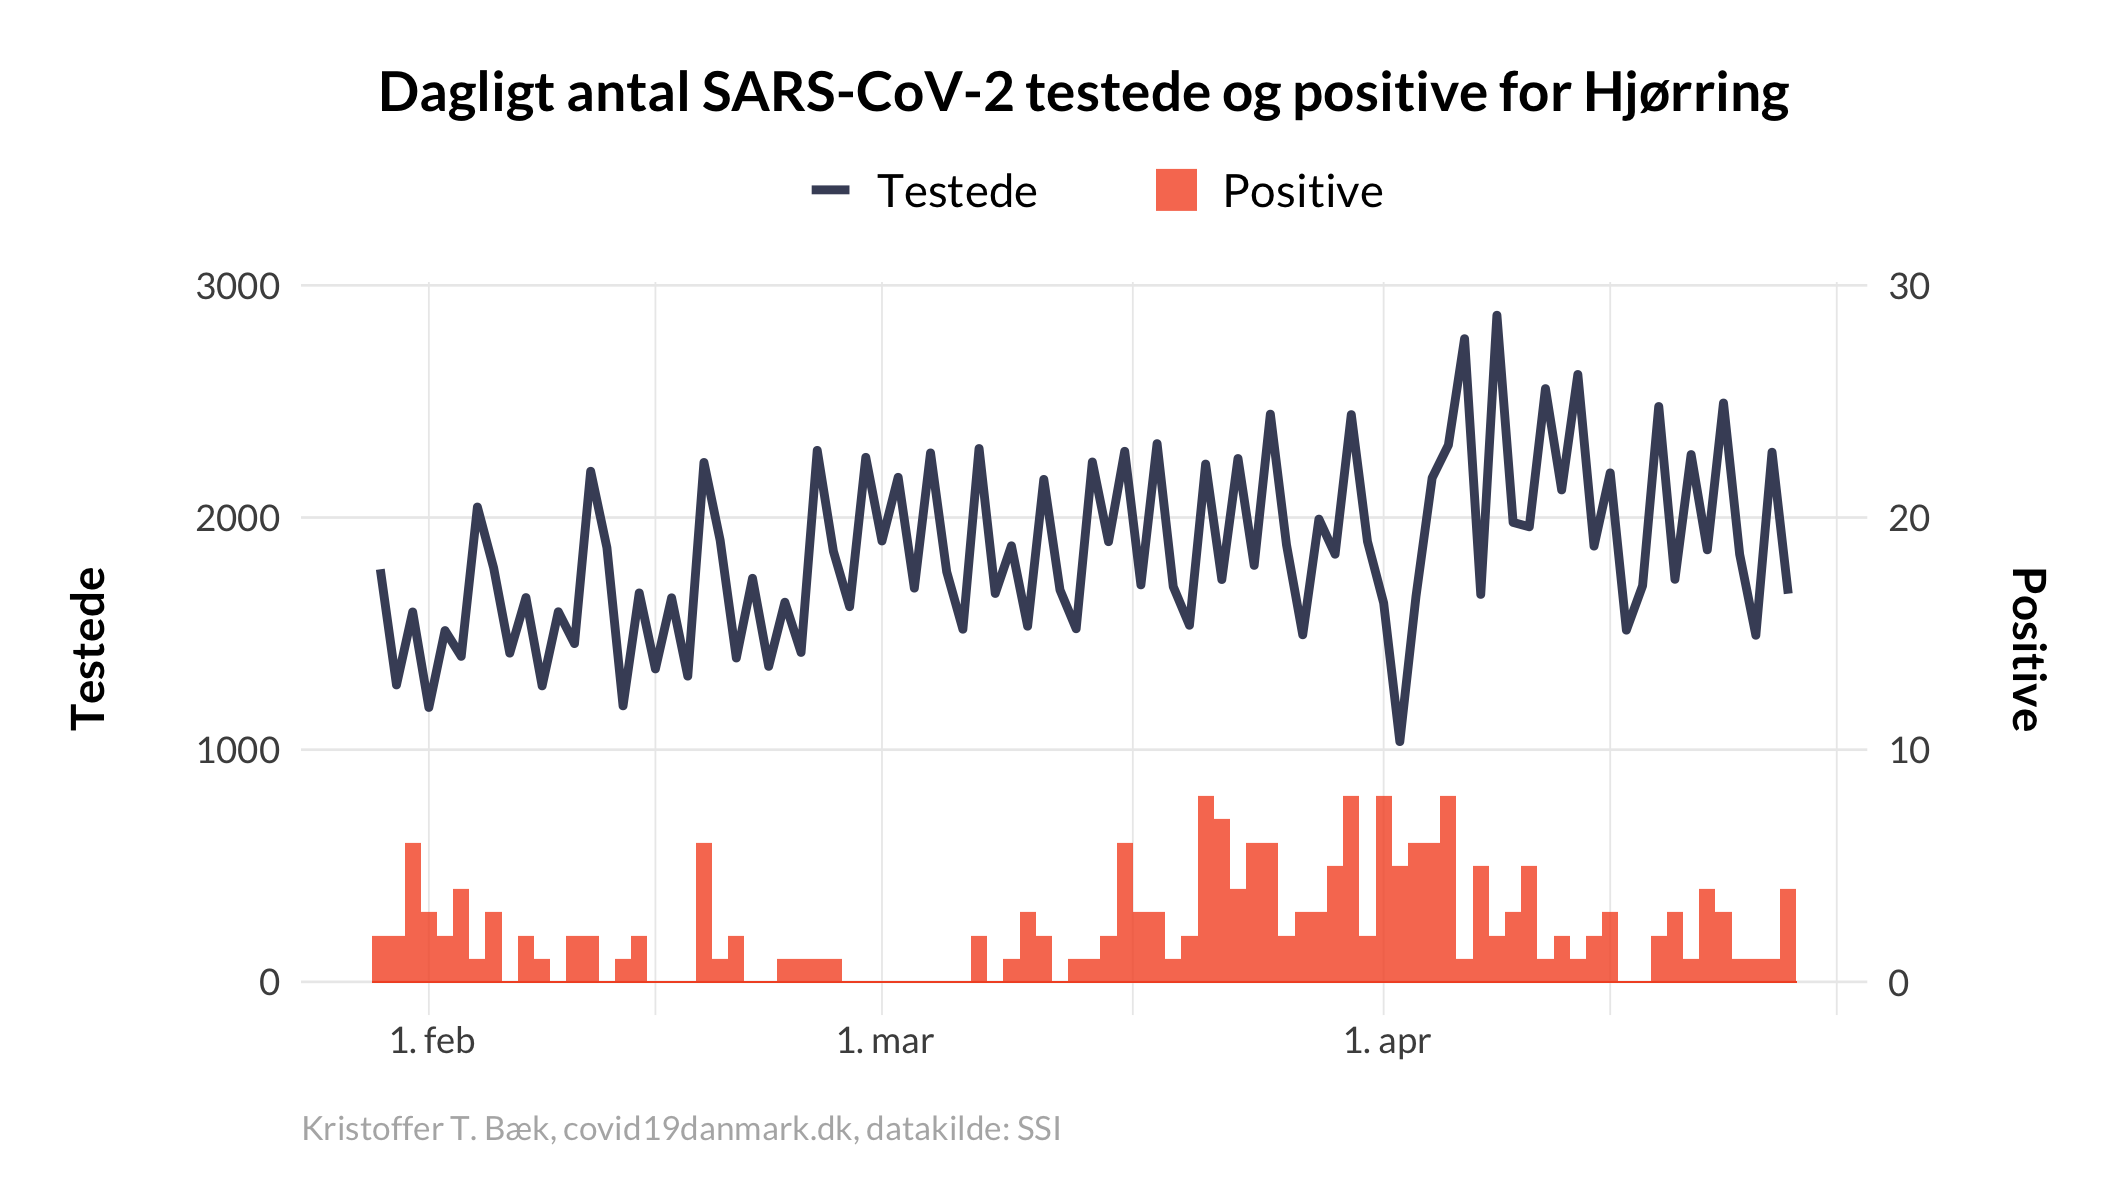 Dagligt antal SARS-CoV-2 testede og positive for Hjørring
Testede
Positive
3000
2000
1000
0
30
20
10
0
Testede
Positive
1. feb
1. mar
1. apr
Kristoffer T. Bæk, covid19danmark.dk, datakilde: SSI